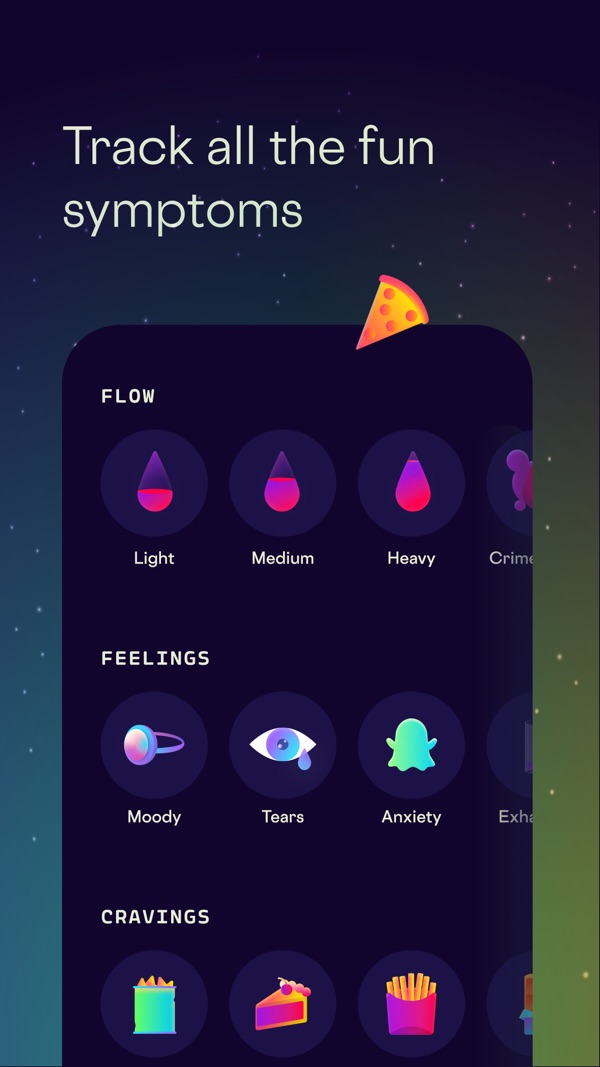 Track all the fun
symptoms
FLOW
Light Medium Heavy
FEELINGS
Moody Tears Anxiety
CRAVINGS